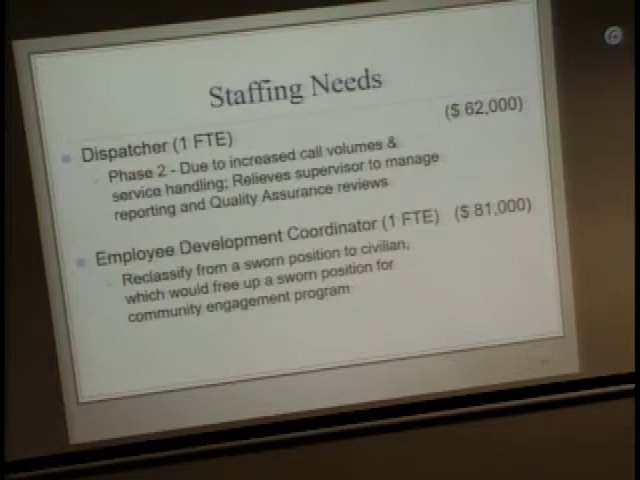 Staffing Needs
Dispatcher (1 FTE) ($ 62,000)
Phase 2 - Due to increased call volumes &
service handling; Relieves supervisor to manage
reporting and Quality Assurance reviews
Employee Development Coordinator (1 FTE) ($ 81,000)
Reclassify from a sworn position to civilian,
which would free up a sworn position for
community engagement program